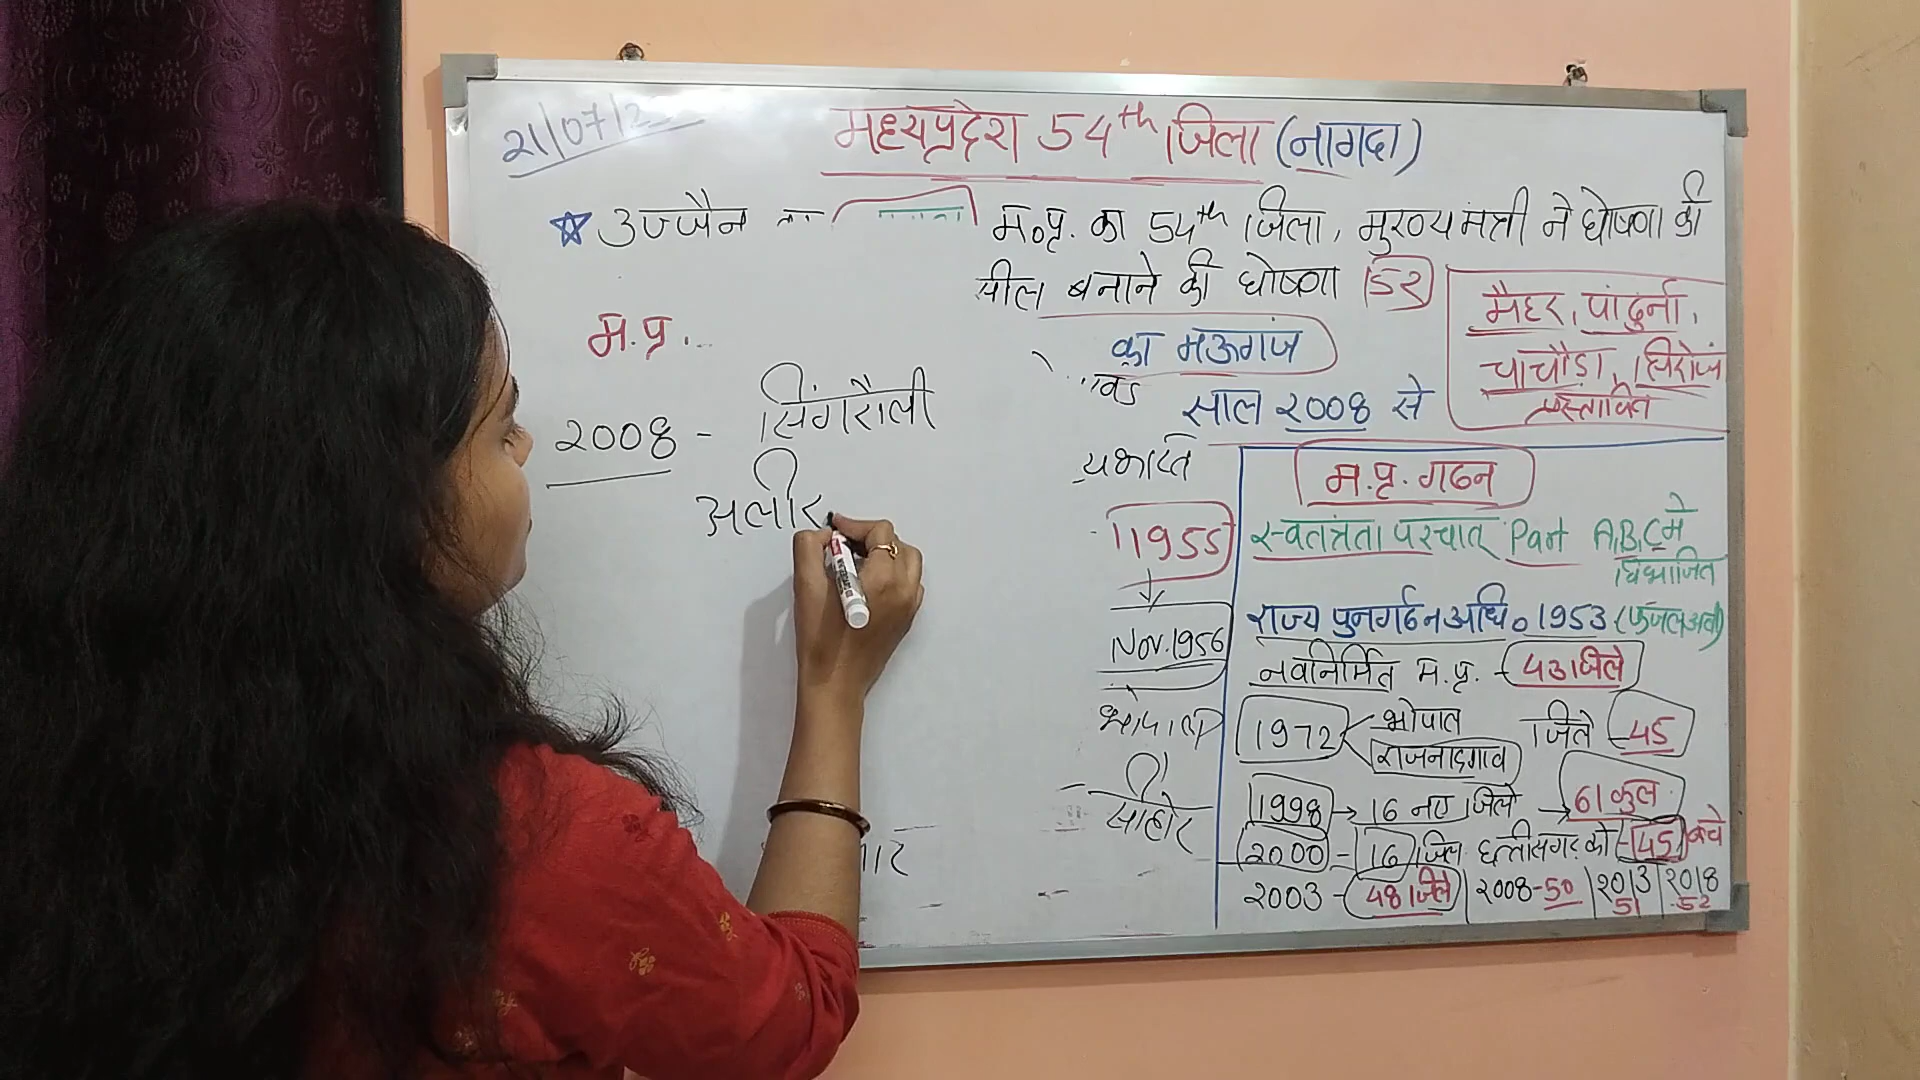 21/07/2
मध्यप्रदेश 54th जिला (नागदा)
उज्जैन
म०प्र. का 54th जिला, मुख्यमंत्री ने घोषणा की
बनाने की घोषणा 52
मैहर, पांढुर्ना,
चाचौड़ा, सिरोंज
प्रस्तावित
म.प्र.
का मऊगंज
साल 2008 से
2008 - सिंगरौली
अलीर
1955
Nov. 1956
सीहोर
म.प्र. गठन
स्वतंत्रता पश्चात् Part A,B,C में
विभाजित
राज्य पुनर्गठन अधि० 1953 (फजलअली)
नवनिर्मित म.प्र. - 43 जिले
1972 भोपाल जिले - 45
राजनांदगाव
1998 → 16 नए जिले → 61 कुल
2000 - 16 जिले छत्तीसगढ़ को - 45 बचे
2003 - 48 जिले | 2008 - 50 | 2013 | 2018
51 52